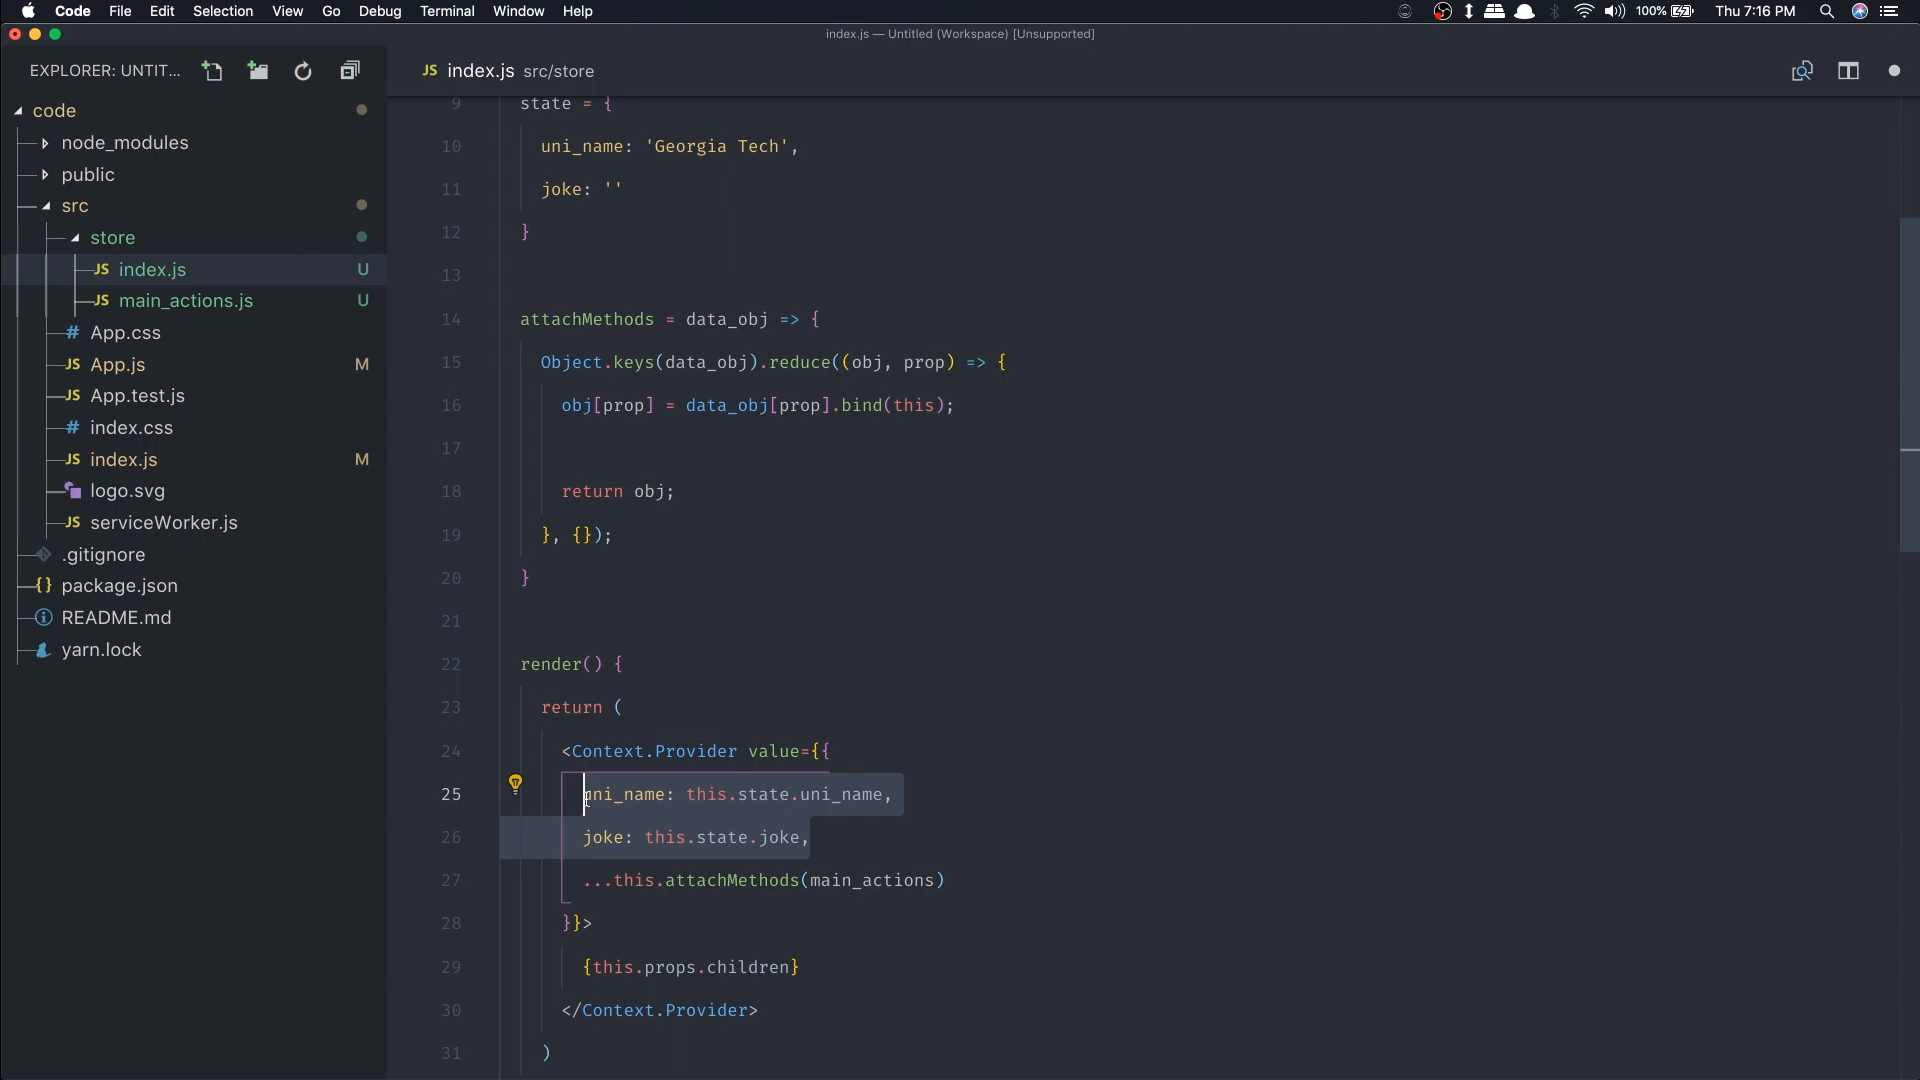 Code File Edit Selection View Go Debug Terminal Window Help 100% Thu 7:16 PM
index.js — Untitled (Workspace) [Unsupported]
EXPLORER: UNTIT...
code
node_modules
public
src
store
JS index.js U
JS main_actions.js U
# App.css
JS App.js M
JS App.test.js
# index.css
JS index.js M
logo.svg
JS serviceWorker.js
.gitignore
{} package.json
README.md
yarn.lock
JS index.js src/store
9 state = {
10 uni_name: 'Georgia Tech',
11 joke: ''
12 }
13
14 attachMethods = data_obj => {
15 Object.keys(data_obj).reduce((obj, prop) => {
16 obj[prop] = data_obj[prop].bind(this);
17
18 return obj;
19 }, {});
20 }
21
22 render() {
23 return (
24 <Context.Provider value={{
25 uni_name: this.state.uni_name,
26 joke: this.state.joke,
27 ...this.attachMethods(main_actions)
28 }}>
29 {this.props.children}
30 </Context.Provider>
31 )